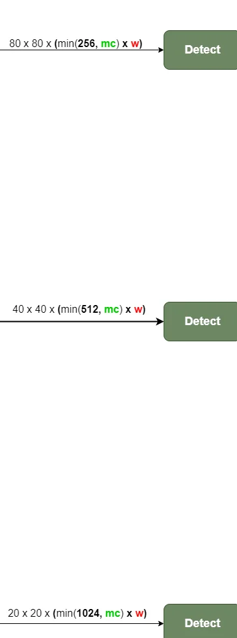 80 x 80 x (min(256, mc) x w)
Detect
40 x 40 x (min(512, mc) x w)
Detect
20 x 20 x (min(1024, mc) x w)
Detect